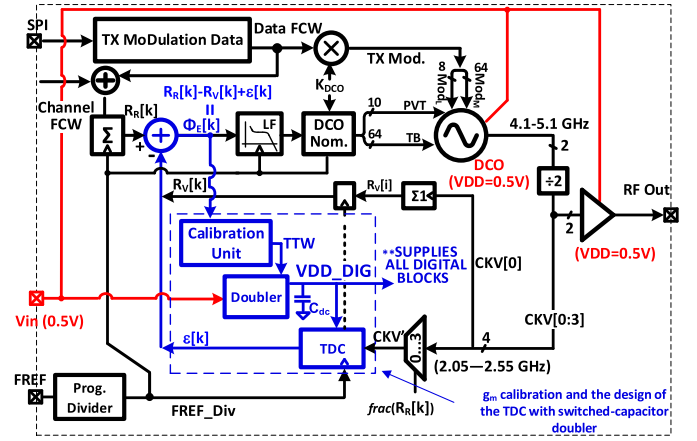 SPI
TX MoDulation Data
Data FCW
TX Mod.
Channel
FCW
R_R[k]
R_R[k]-R_V[k]+ε[k]
=
Φ_E[k]
+
-
Σ
LF
K_DCO
DCO
Nom.
10
PVT
64
TB
8
Mod_L
64
Mod_M
4.1-5.1 GHz
2
DCO
(VDD=0.5V)
÷2
2
RF Out
(VDD=0.5V)
R_V[k]
R_V[i]
Σ1
CKV[0]
Calibration
Unit
TTW
Doubler
VDD_DIG
**SUPPLIES
ALL DIGITAL
BLOCKS
C_dc
Vin (0.5V)
ε[k]
TDC
CKV'
0...3
4
CKV[0:3]
(2.05—2.55 GHz)
frac(R_R[k])
FREF
Prog.
Divider
FREF_Div
g_m calibration and the design of
the TDC with switched-capacitor
doubler